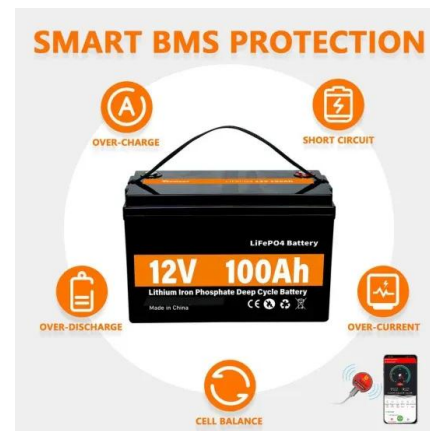 SMART BMS PROTECTION
OVER-CHARGE
SHORT CIRCUIT
LiFePO4 Battery
12V 100Ah
Lithium Iron Phosphate Deep Cycle Battery
Made in China
CE
OVER-DISCHARGE
OVER-CURRENT
CELL BALANCE